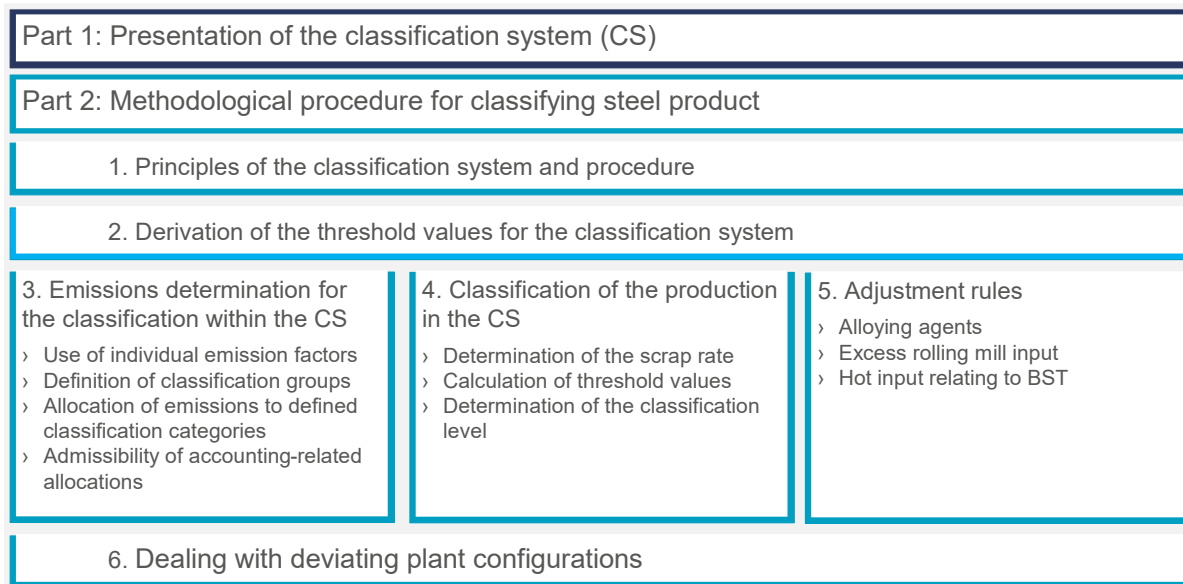 Part 1: Presentation of the classification system (CS)
Part 2: Methodological procedure for classifying steel product
1. Principles of the classification system and procedure
2. Derivation of the threshold values for the classification system
3. Emissions determination for
the classification within the CS
› Use of individual emission factors
› Definition of classification groups
› Allocation of emissions to defined
classification categories
› Admissibility of accounting-related
allocations
4. Classification of the production
in the CS
› Determination of the scrap rate
› Calculation of threshold values
› Determination of the classification
level
5. Adjustment rules
› Alloying agents
› Excess rolling mill input
› Hot input relating to BST
6. Dealing with deviating plant configurations